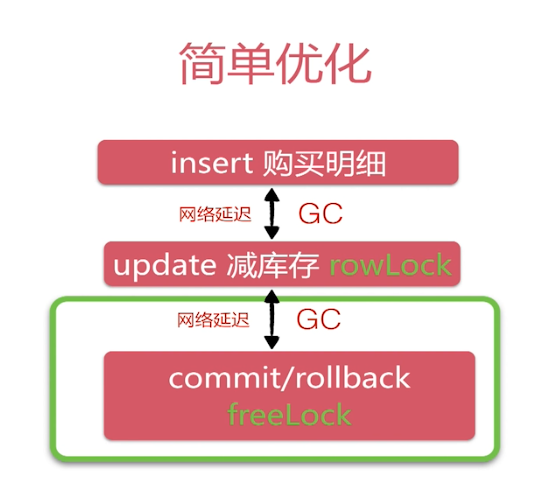 简单优化
insert 购买明细
网络延迟 GC
update 减库存 rowLock
网络延迟 GC
commit/rollback
freeLock